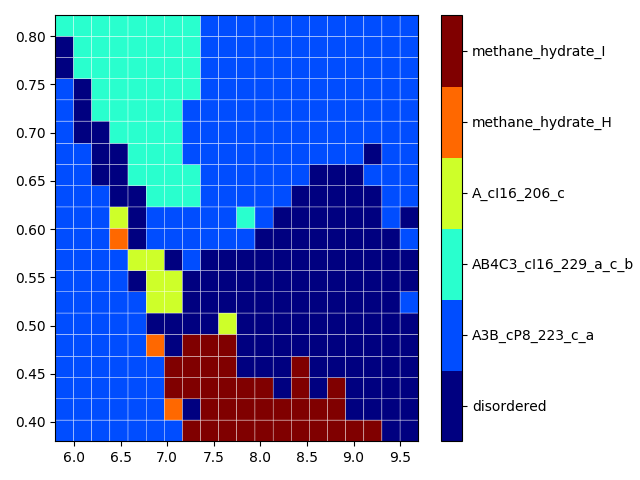 0.80
0.75
0.70
0.65
0.60
0.55
0.50
0.45
0.40
6.0 6.5 7.0 7.5 8.0 8.5 9.0 9.5
methane_hydrate_I
methane_hydrate_H
A_cI16_206_c
AB4C3_cI16_229_a_c_b
A3B_cP8_223_c_a
disordered